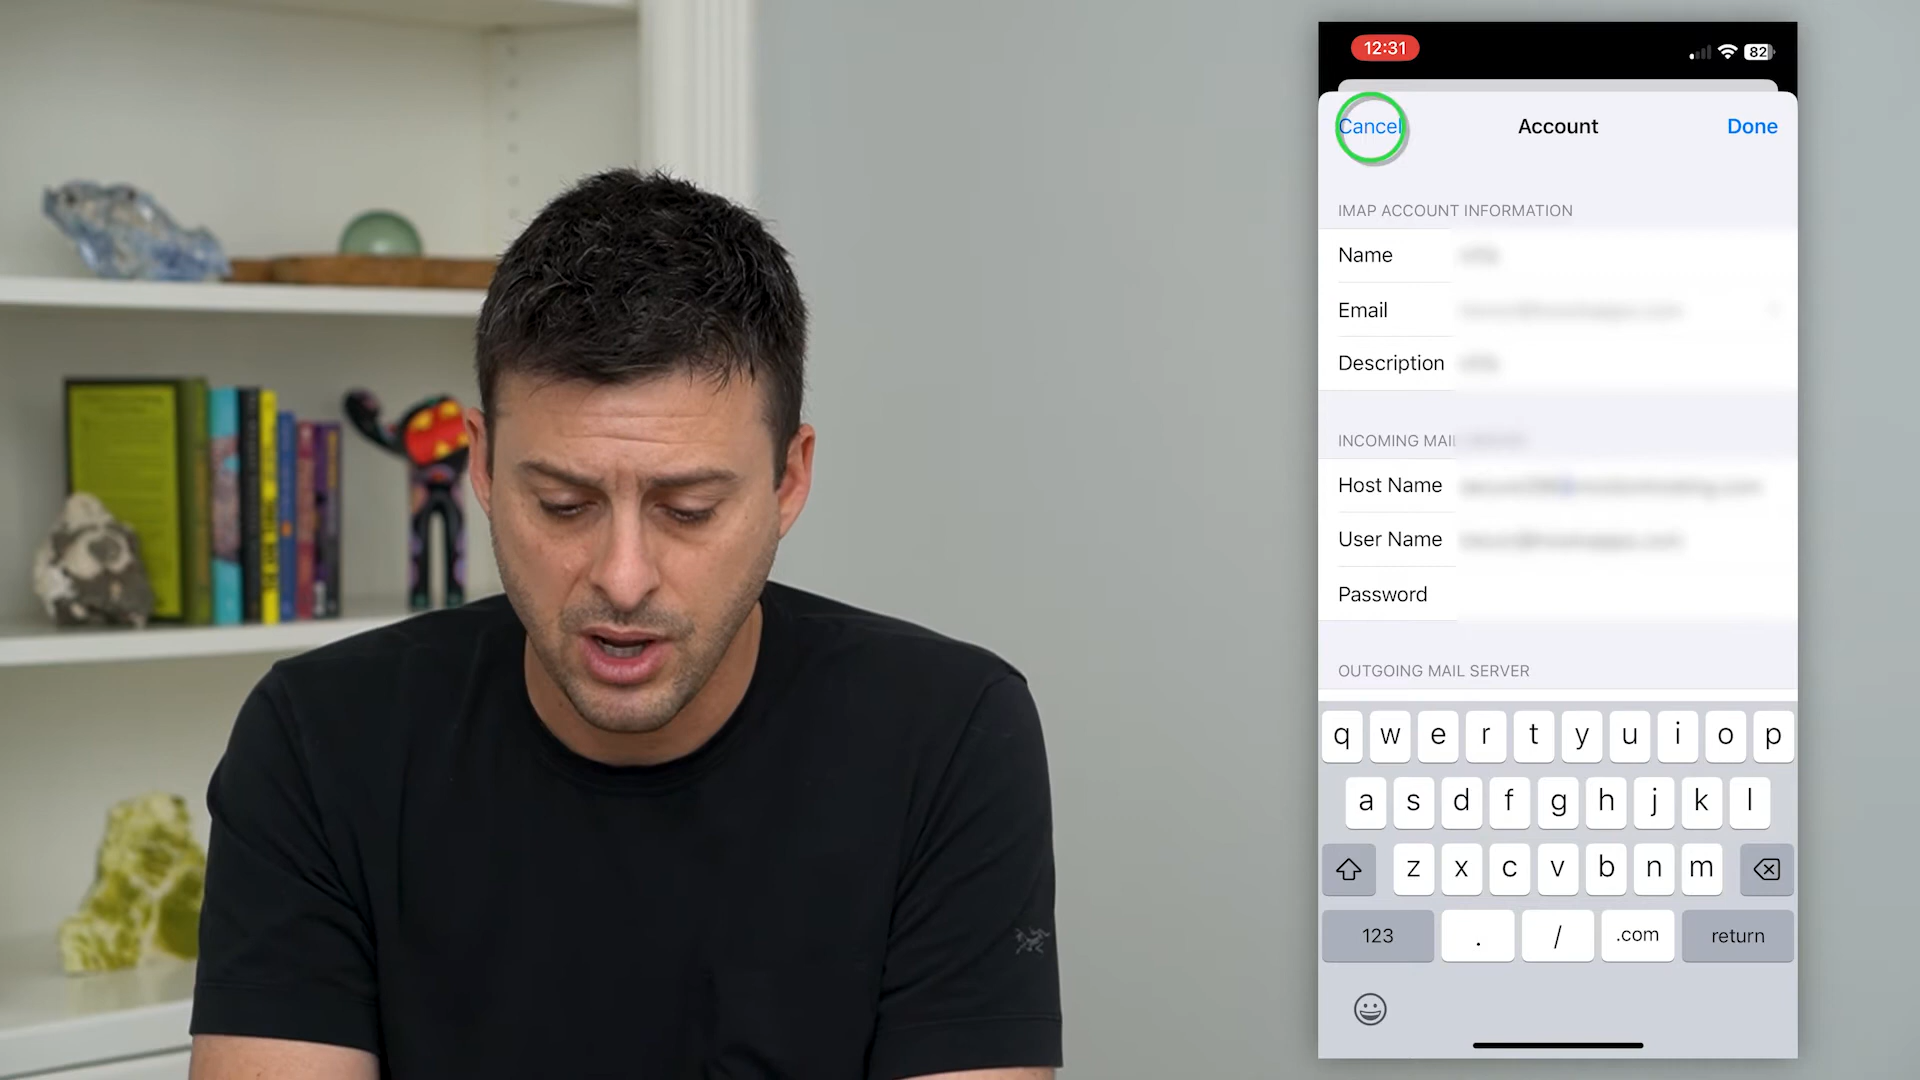 12:31
82
Cancel
Account
Done
IMAP ACCOUNT INFORMATION
Name
Email
Description
INCOMING MAIL
Host Name
User Name
Password
OUTGOING MAIL SERVER
q w e r t y u i o p
a s d f g h j k l
z x c v b n m
123 . / .com return